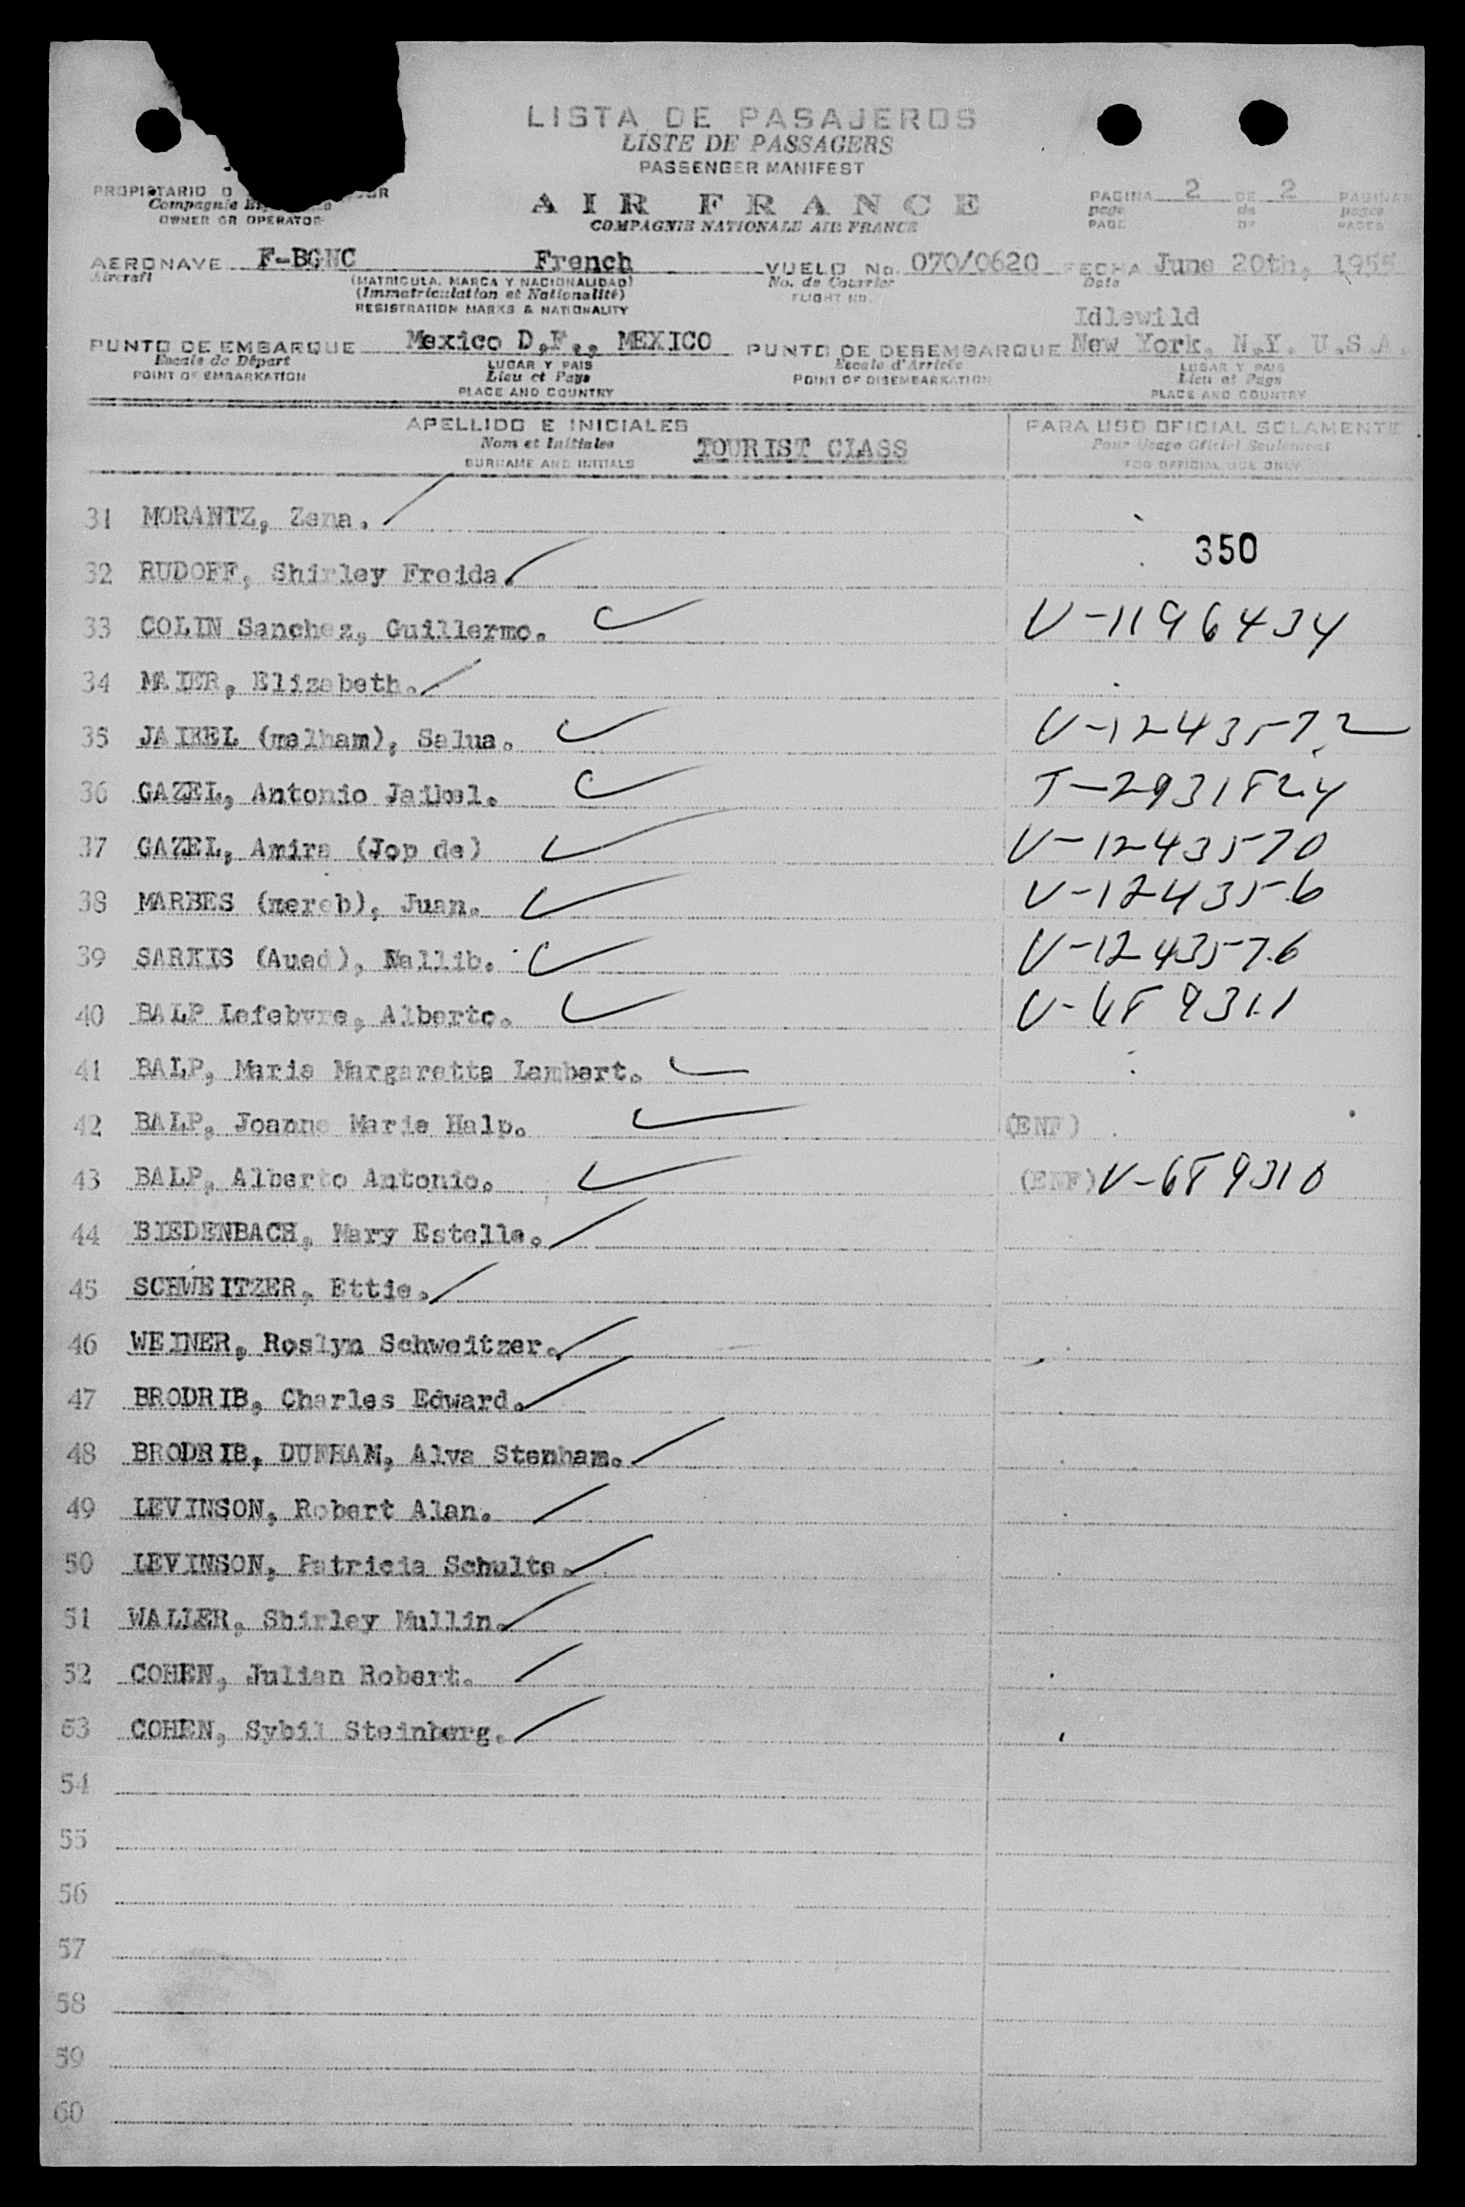 LISTA DE PASAJEROS
LISTE DE PASSAGERS
PASSENGER MANIFEST
PROPIETARIO O
Compagnie
OWNER OR OPERATOR
AIR FRANCE
COMPAGNIE NATIONALE AIR FRANCE
PAGINA 2 DE 2 PAGINAS
page de pages
PAGE OF PAGES
AERONAVE F-BGNC French VUELO No. 070/0620 FECHA June 20th, 1955
Aircraft (MATRICULA, MARCA Y NACIONALIDAD) No. de Courrier Date
(Immatriculation et Nationalité) FLIGHT NO.
REGISTRATION MARKS & NATIONALITY
Idlewild
PUNTO DE EMBARQUE Mexico D.F., MEXICO PUNTO DE DESEMBARQUE New York, N.Y. U.S.A.
Escale de Départ LUGAR Y PAIS Escale d'Arrivée LUGAR Y PAIS
POINT OF EMBARKATION Lieu et Pays POINT OF DISEMBARKATION Lieu et Pays
PLACE AND COUNTRY PLACE AND COUNTRY
APELLIDO E INICIALES PARA USO OFICIAL SOLAMENTE
Nom et Initiales TOURIST CLASS Pour Usage Officiel Seulement
SURNAME AND INITIALS FOR OFFICIAL USE ONLY
31 MORANTZ, Zena.
350
32 RUDOFF, Shirley Freida.
33 COLIN Sanchez, Guillermo. V-1196434
34 MAIER, Elizabeth.
35 JAIKEL (melham), Salua. V-1243572
36 GAZEL, Antonio Jaikel. T-2931824
37 GAZEL, Amira (Jop de) V-1243570
38 MARBES (mereb), Juan. V-124356
39 SARKIS (Aued), Nallib. V-1243576
40 BALP Lefebvre, Alberto. V-689311
41 BALP, Marie Margaretta Lambert.
42 BALP, Joanne Marie Halp. (ENF)
43 BALP, Alberto Antonio. (ENF) V-689310
44 BIEDENBACH, Mary Estelle.
45 SCHWEITZER, Ettie.
46 WEINER, Roslyn Schweitzer.
47 BRODRIB, Charles Edward.
48 BRODRIB, DUNHAM, Alva Stenham.
49 LEVINSON, Robert Alan.
50 LEVINSON, Patricia Schulte.
51 WALLER, Shirley Mullin.
52 COHEN, Julian Robert.
53 COHEN, Sybil Steinberg.
54
55
56
57
58
59
60